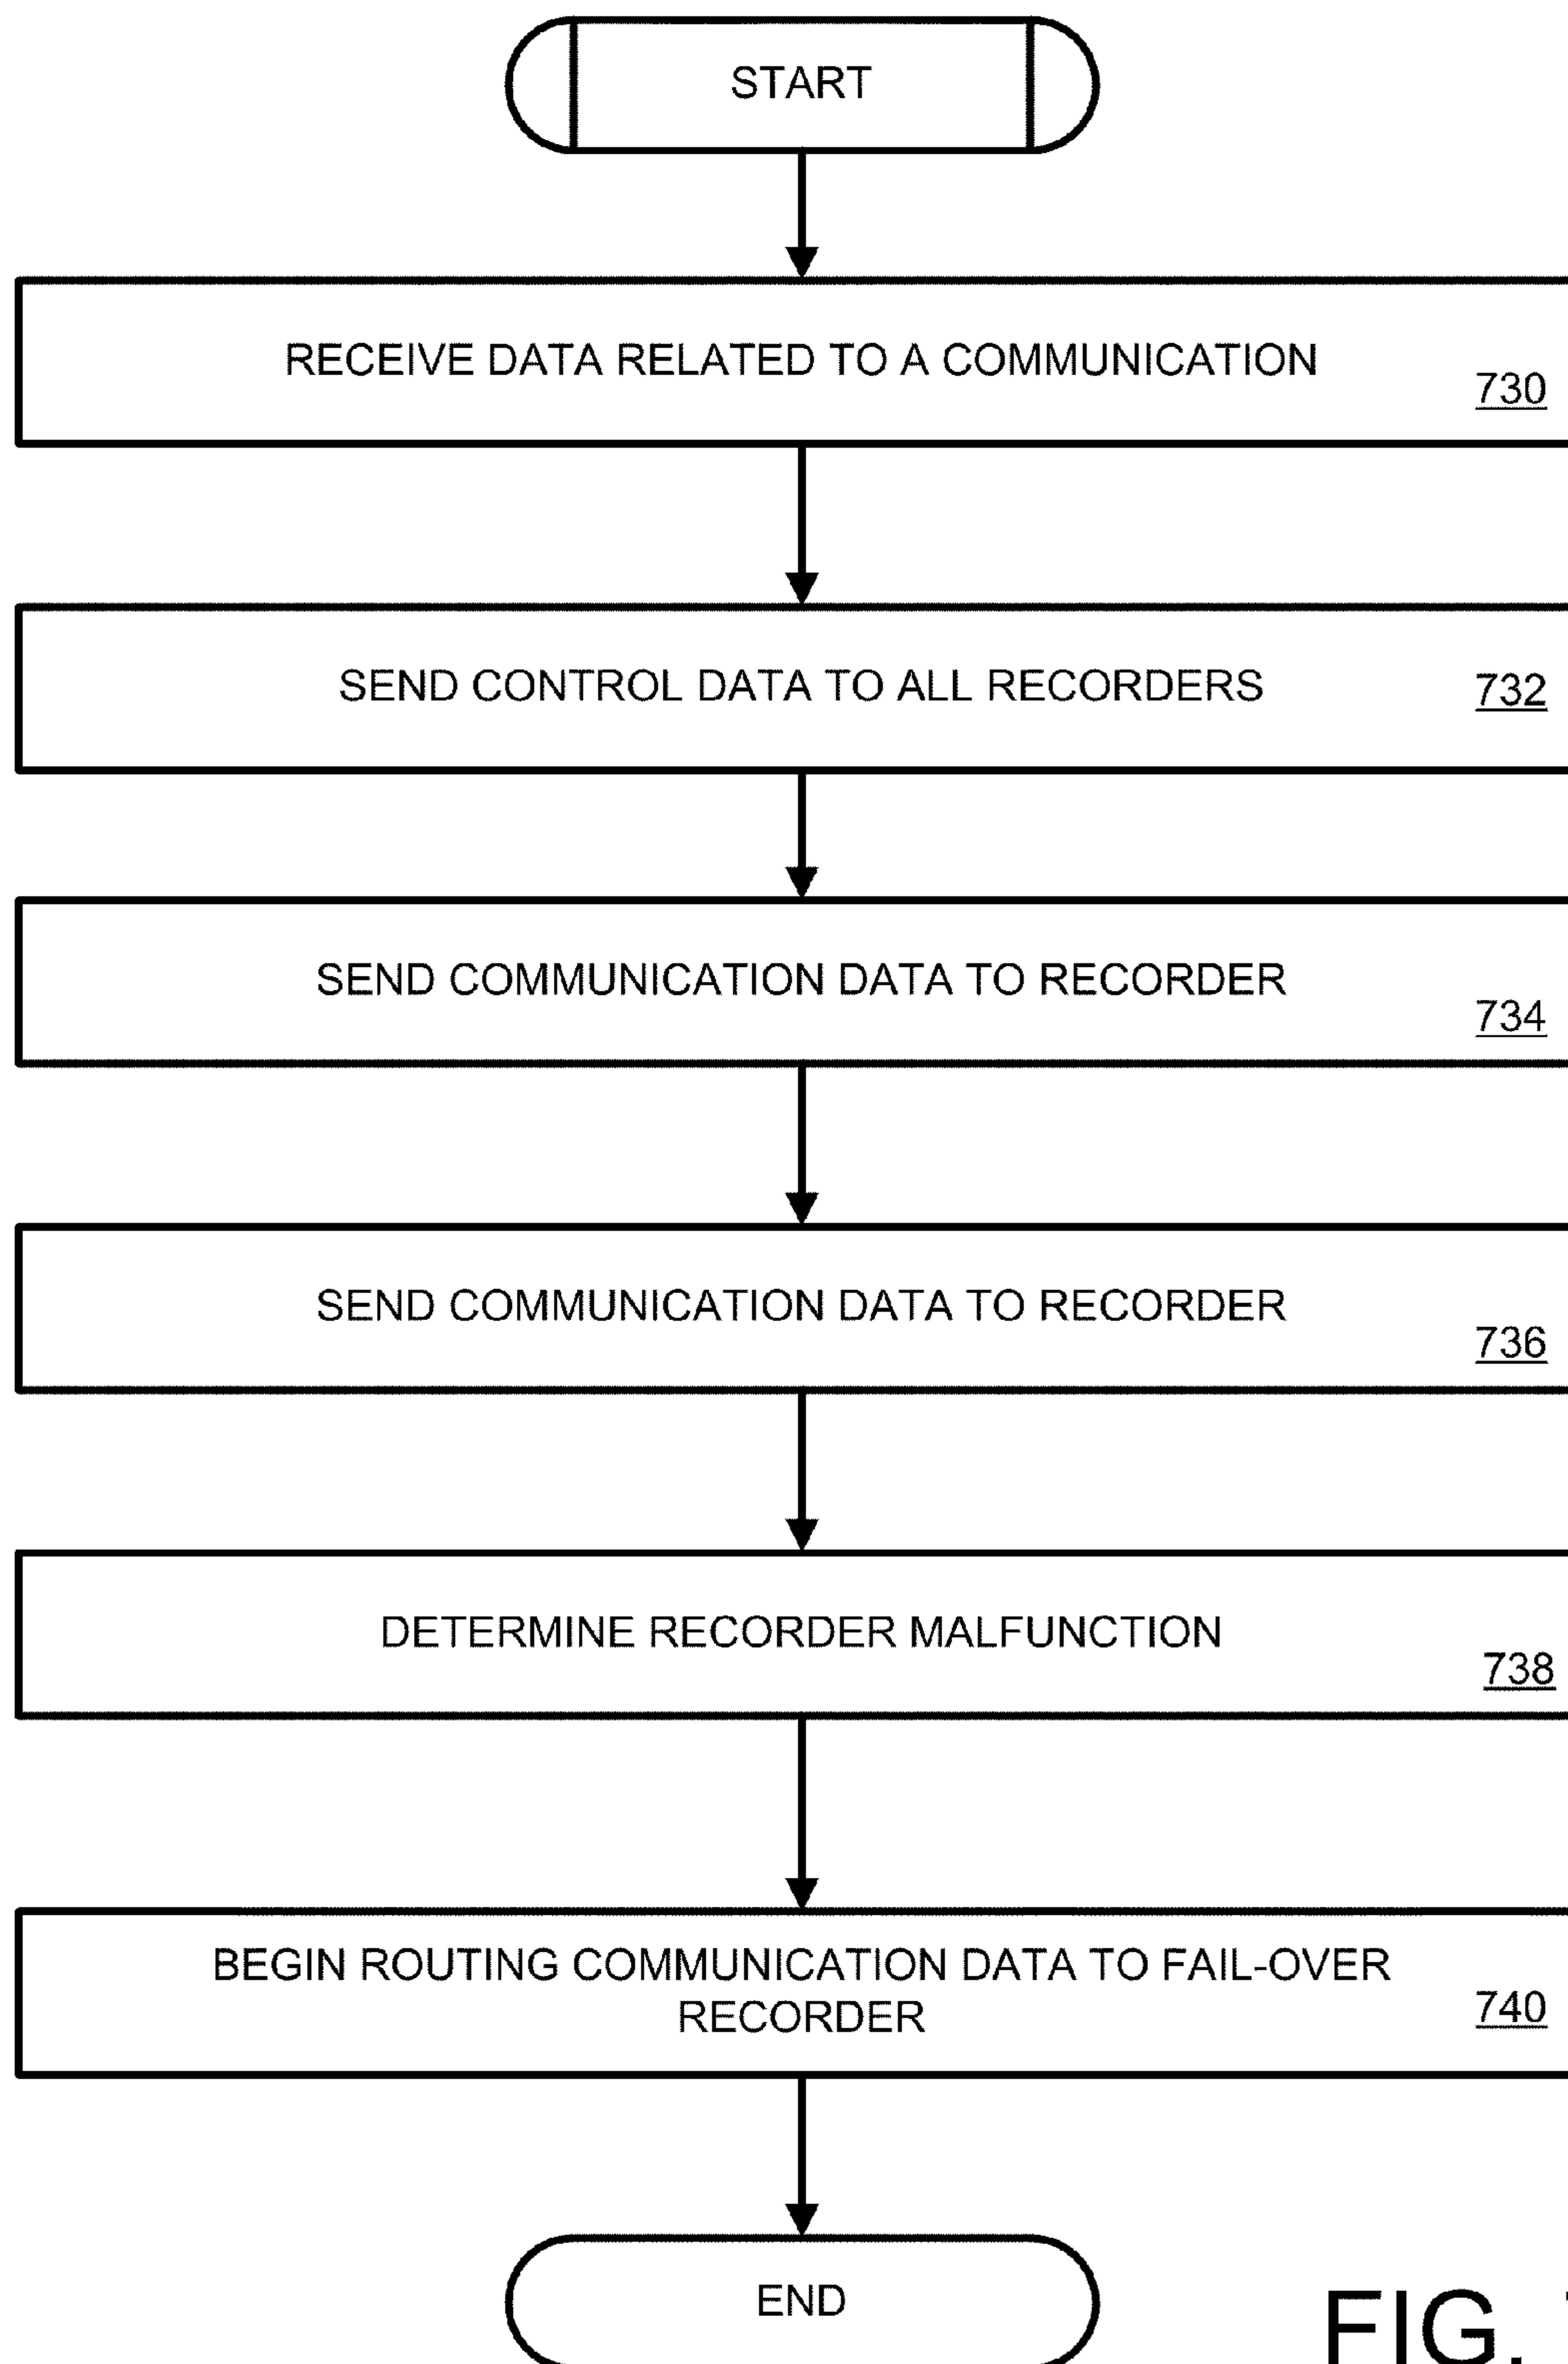 START
RECEIVE DATA RELATED TO A COMMUNICATION
730
SEND CONTROL DATA TO ALL RECORDERS
732
SEND COMMUNICATION DATA TO RECORDER
734
SEND COMMUNICATION DATA TO RECORDER
736
DETERMINE RECORDER MALFUNCTION
738
BEGIN ROUTING COMMUNICATION DATA TO FAIL-OVER
RECORDER
740
END
FIG.